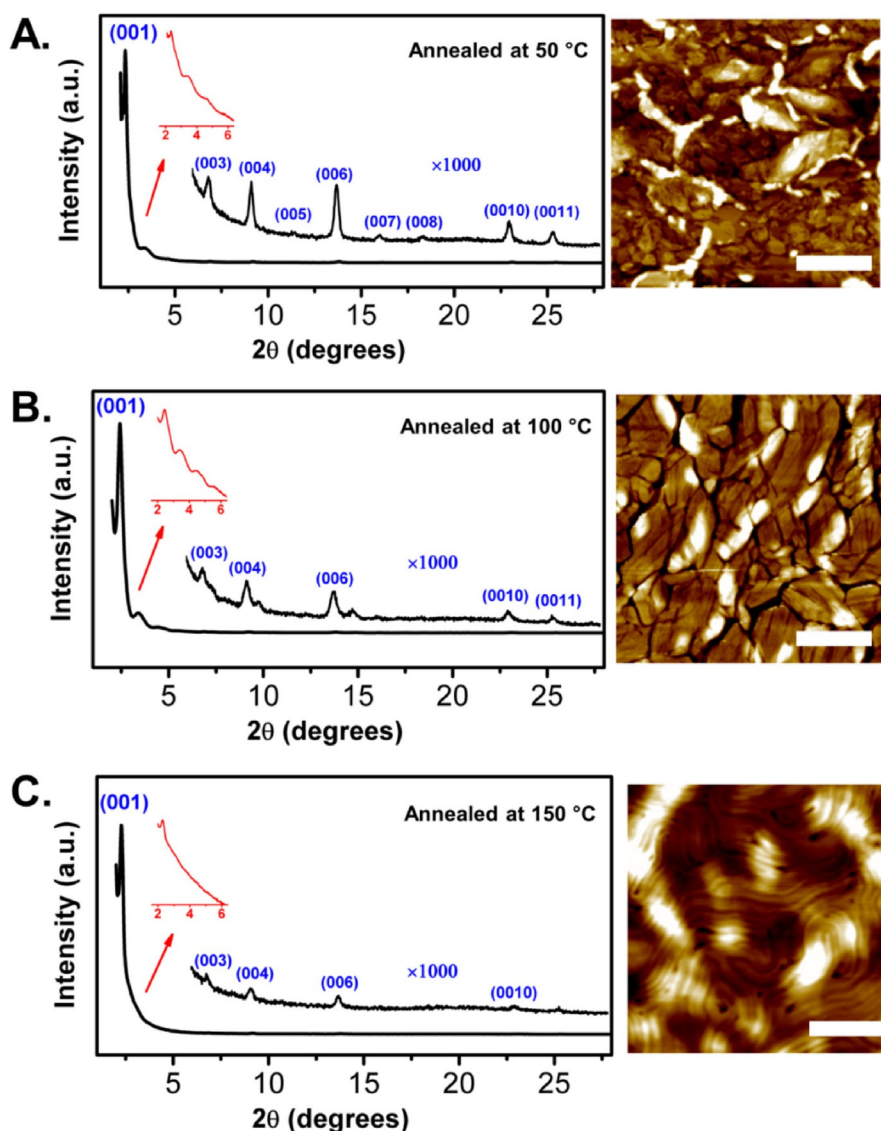 A.
(001)
Annealed at 50 °C
2 4 6
(003) (004) (005) (006) (007) (008) (0010) (0011)
×1000
Intensity (a.u.)
5 10 15 20 25
2θ (degrees)
B.
(001)
Annealed at 100 °C
2 4 6
(003) (004) (006) (0010) (0011)
×1000
Intensity (a.u.)
5 10 15 20 25
2θ (degrees)
C.
(001)
Annealed at 150 °C
2 4 6
(003) (004) (006) (0010)
×1000
Intensity (a.u.)
5 10 15 20 25
2θ (degrees)